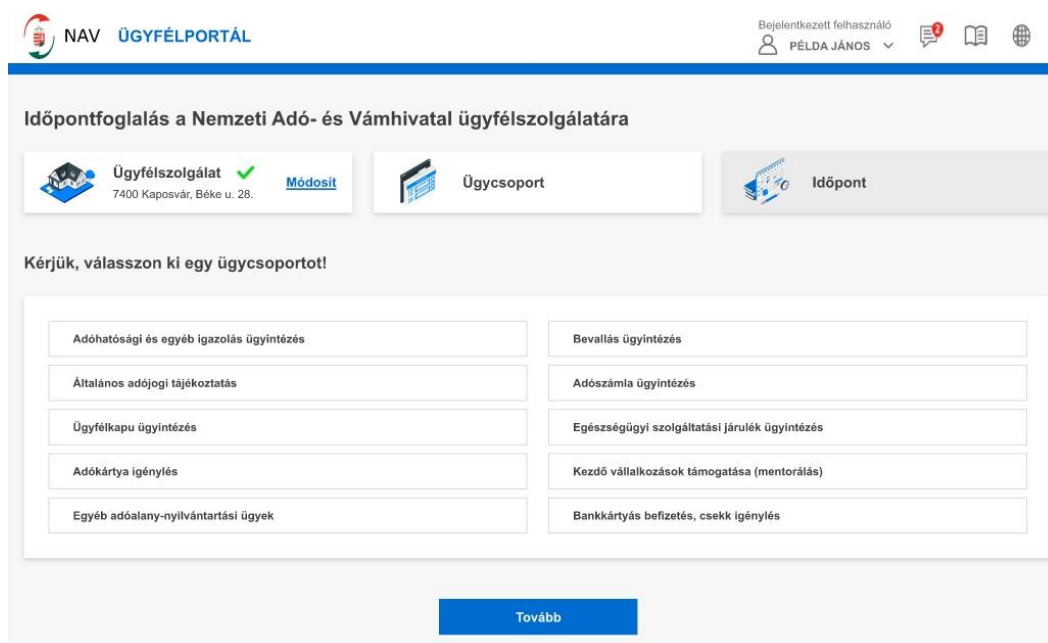 NAV ÜGYFÉLPORTÁL
Bejelentkezett felhasználó
PÉLDA JÁNOS
2
Időpontfoglalás a Nemzeti Adó- és Vámhivatal ügyfélszolgálatára
Ügyfélszolgálat
7400 Kaposvár, Béke u. 28.
Módosít
Ügycsoport
Időpont
Kérjük, válasszon ki egy ügycsoportot!
Adóhatósági és egyéb igazolás ügyintézés
Bevallás ügyintézés
Általános adójogi tájékoztatás
Adószámla ügyintézés
Ügyfélkapu ügyintézés
Egészségügyi szolgáltatási járulék ügyintézés
Adókártya igénylés
Kezdő vállalkozások támogatása (mentorálás)
Egyéb adóalany-nyilvántartási ügyek
Bankkártyás befizetés, csekk igénylés
Tovább